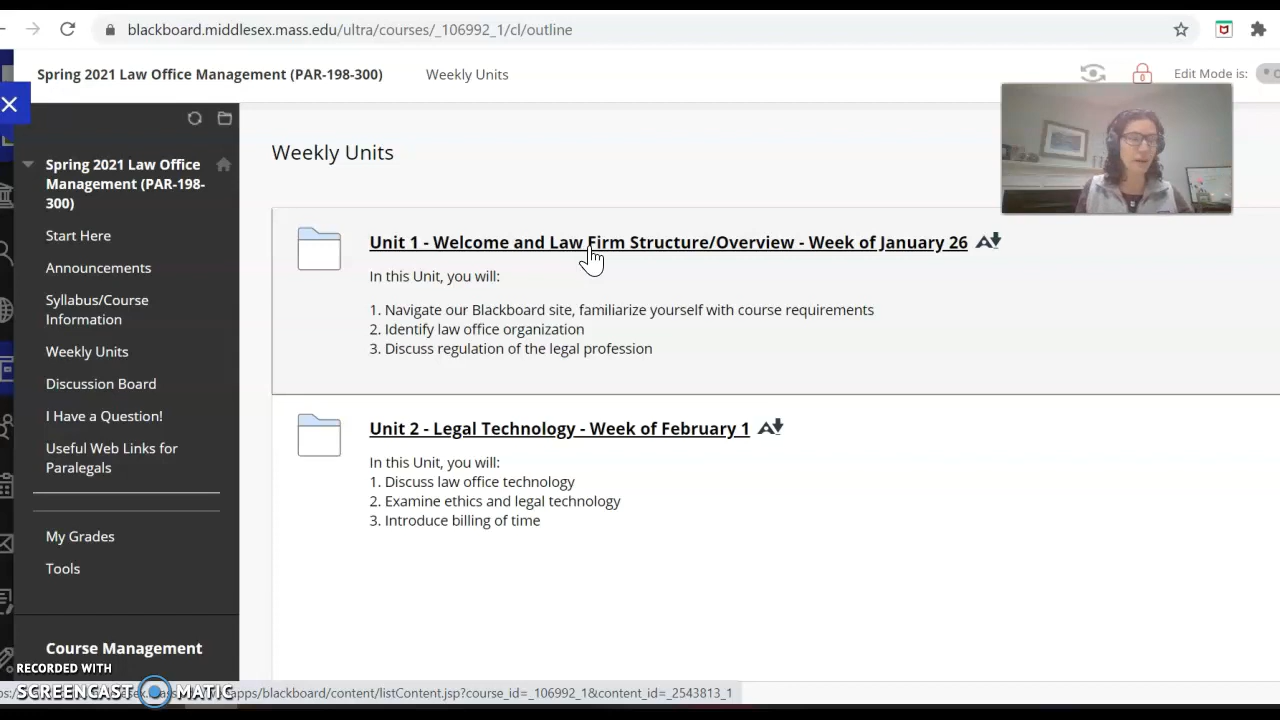 blackboard.middlesex.mass.edu/ultra/courses/_106992_1/cl/outline
Spring 2021 Law Office Management (PAR-198-300)
Weekly Units
Edit Mode is:
Spring 2021 Law Office
Management (PAR-198-
300)
Start Here
Announcements
Syllabus/Course
Information
Weekly Units
Discussion Board
I Have a Question!
Useful Web Links for
Paralegals
My Grades
Tools
Course Management
Weekly Units
Unit 1 - Welcome and Law Firm Structure/Overview - Week of January 26
In this Unit, you will:
1. Navigate our Blackboard site, familiarize yourself with course requirements
2. Identify law office organization
3. Discuss regulation of the legal profession
Unit 2 - Legal Technology - Week of February 1
In this Unit, you will:
1. Discuss law office technology
2. Examine ethics and legal technology
3. Introduce billing of time
RECORDED WITH
SCREENCAST MATIC
apps/blackboard/content/listContent.jsp?course_id=_106992_1&content_id=_2543813_1